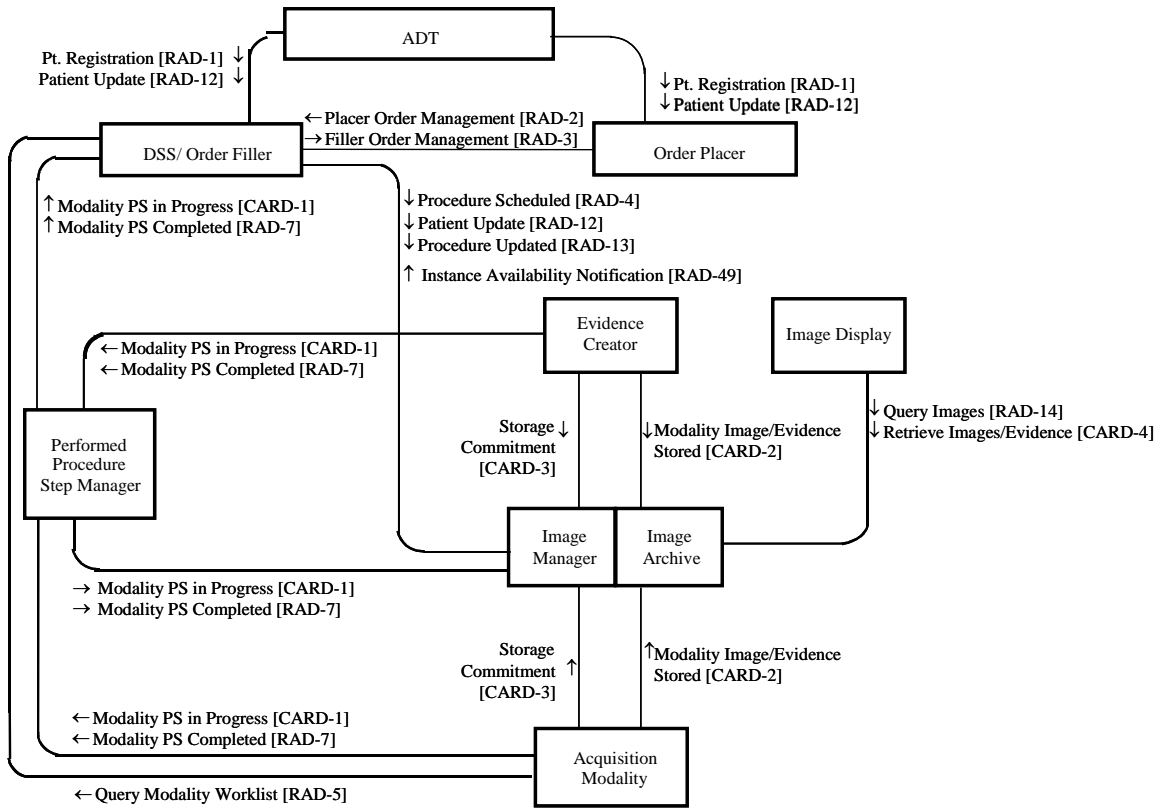 ADT
Pt. Registration [RAD-1] ↓
Patient Update [RAD-12] ↓
↓ Pt. Registration [RAD-1]
↓ Patient Update [RAD-12]
← Placer Order Management [RAD-2]
→ Filler Order Management [RAD-3]
DSS/ Order Filler
Order Placer
↑ Modality PS in Progress [CARD-1]
↑ Modality PS Completed [RAD-7]
↓ Procedure Scheduled [RAD-4]
↓ Patient Update [RAD-12]
↓ Procedure Updated [RAD-13]
↑ Instance Availability Notification [RAD-49]
Evidence
Creator
Image Display
← Modality PS in Progress [CARD-1]
← Modality PS Completed [RAD-7]
↓ Query Images [RAD-14]
↓ Retrieve Images/Evidence [CARD-4]
Storage ↓
Commitment
[CARD-3]
↓ Modality Image/Evidence
Stored [CARD-2]
Performed
Procedure
Step Manager
Image
Manager
Image
Archive
→ Modality PS in Progress [CARD-1]
→ Modality PS Completed [RAD-7]
Storage
Commitment ↑
[CARD-3]
↑ Modality Image/Evidence
Stored [CARD-2]
← Modality PS in Progress [CARD-1]
← Modality PS Completed [RAD-7]
Acquisition
Modality
← Query Modality Worklist [RAD-5]